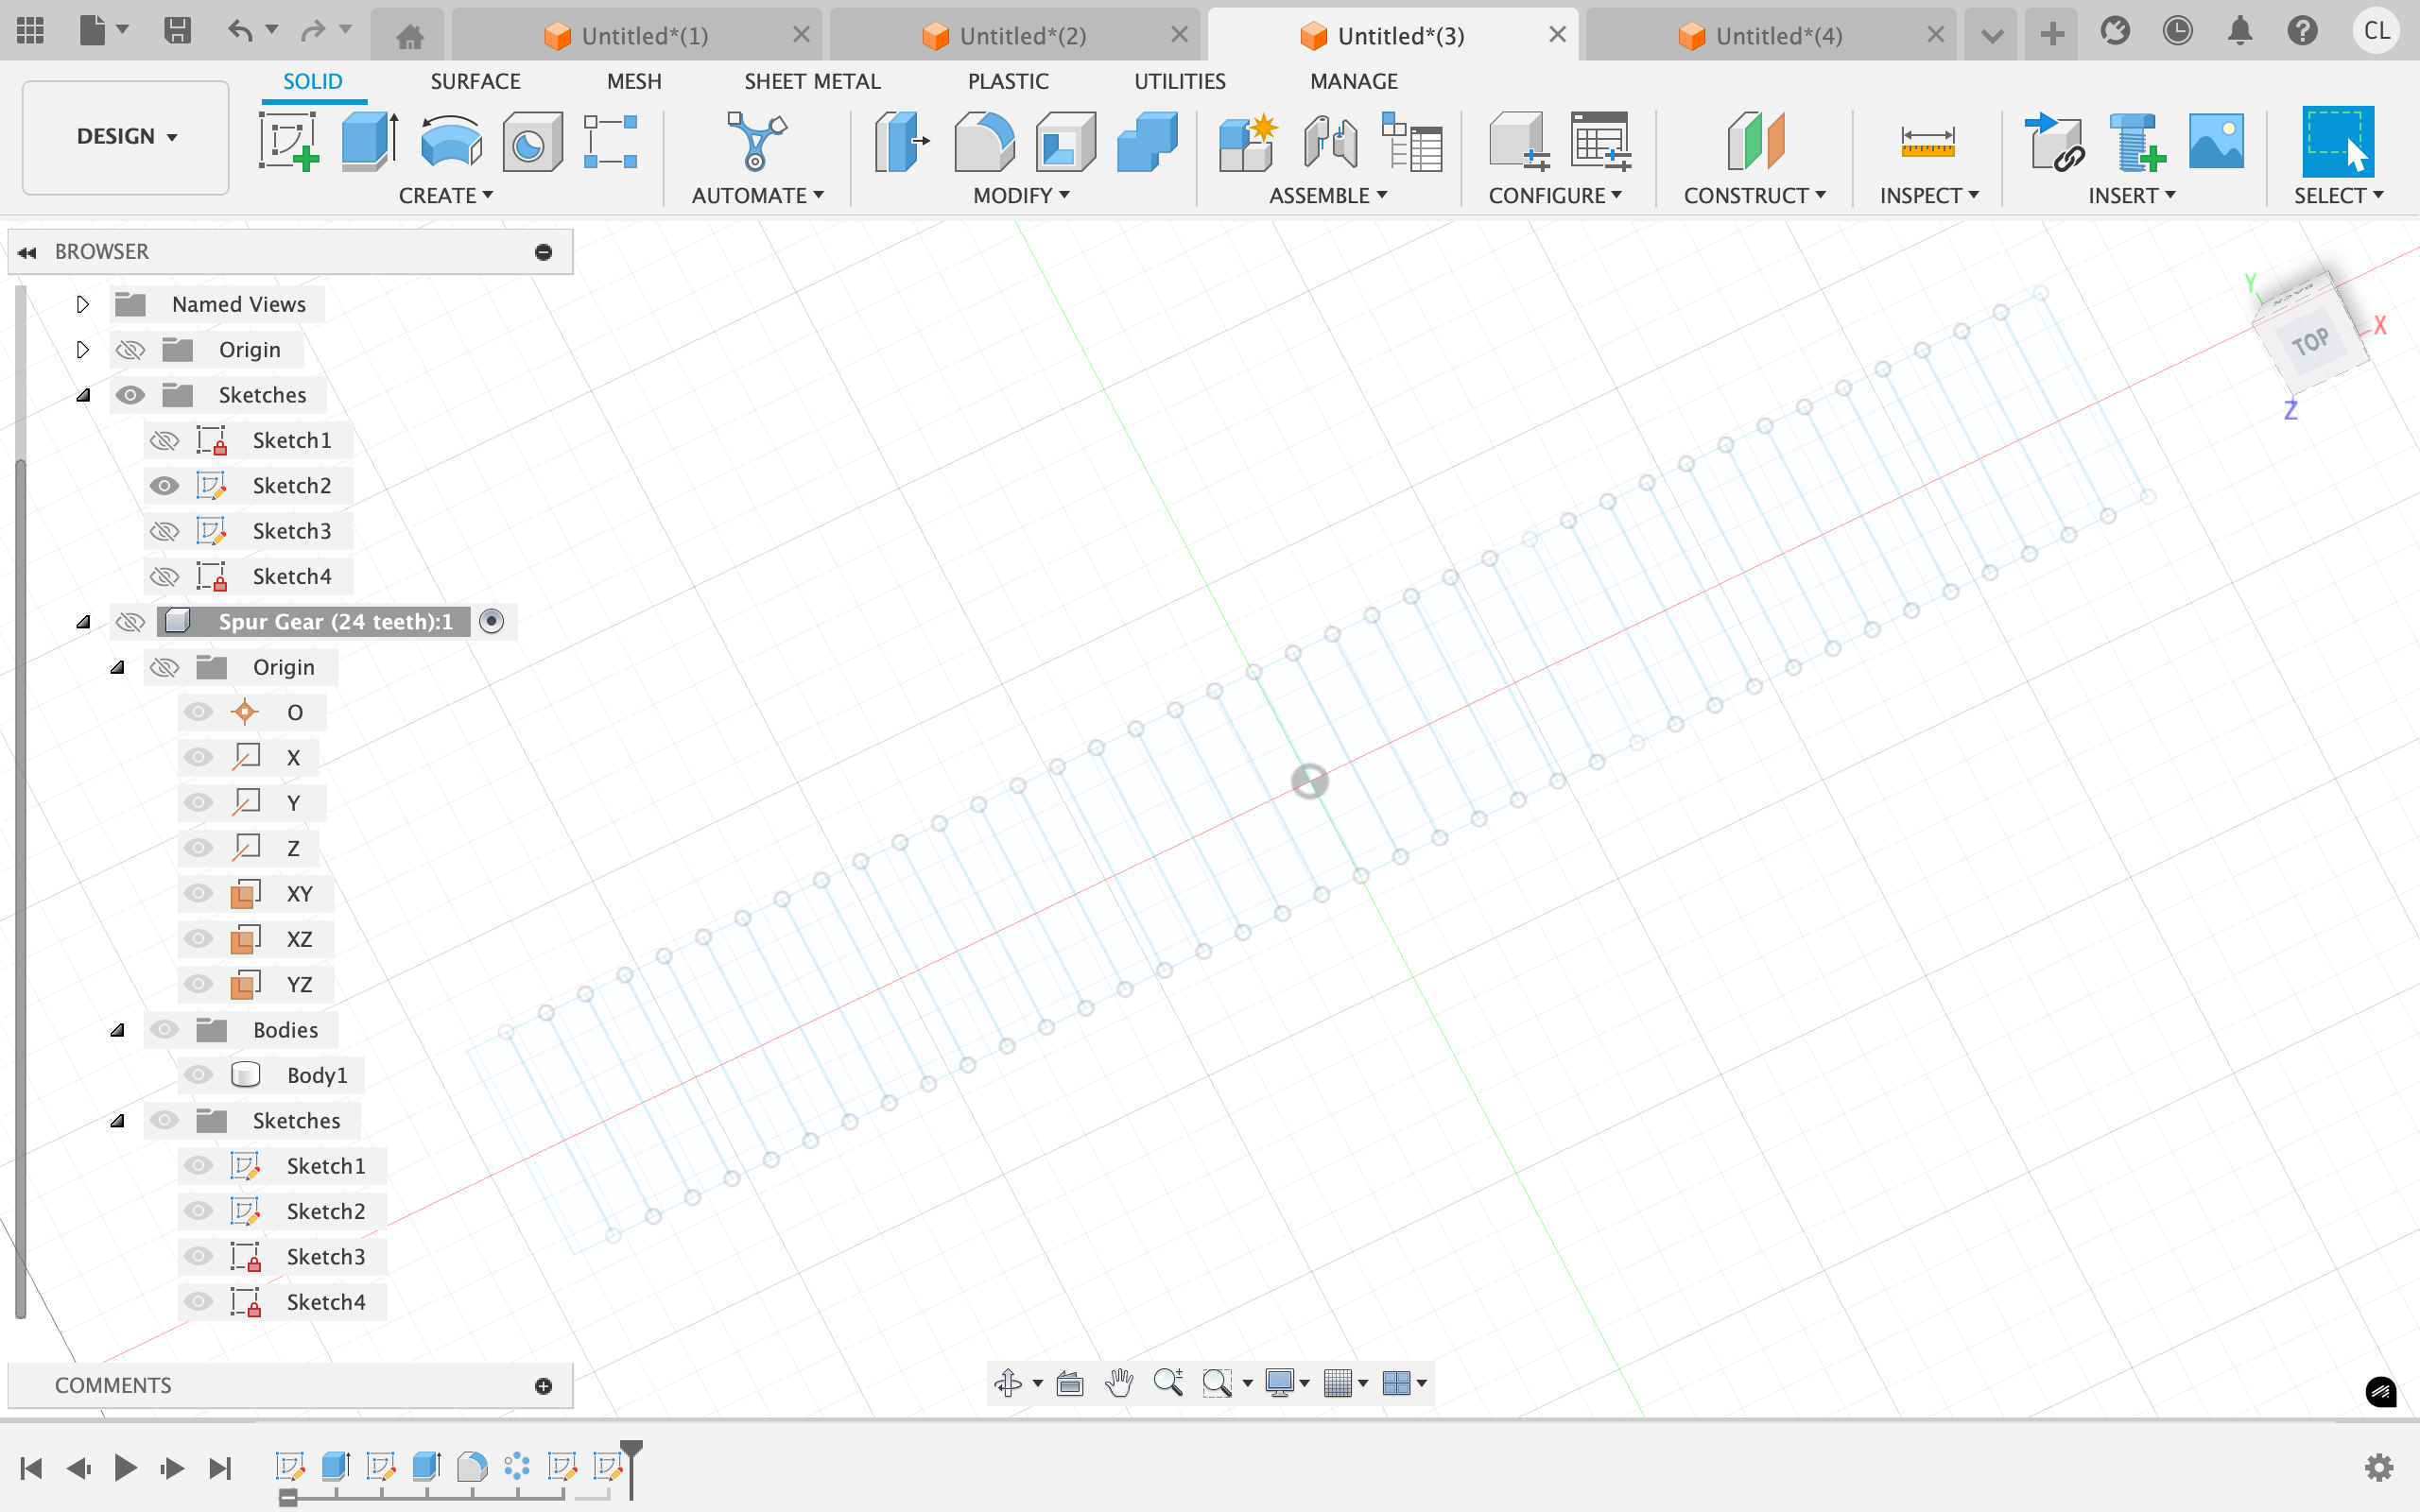 Untitled*(1)
Untitled*(2)
Untitled*(3)
Untitled*(4)
CL
SOLID
SURFACE
MESH
SHEET METAL
PLASTIC
UTILITIES
MANAGE
DESIGN
CREATE
AUTOMATE
MODIFY
ASSEMBLE
CONFIGURE
CONSTRUCT
INSPECT
INSERT
SELECT
BROWSER
Named Views
Origin
Sketches
Sketch1
Sketch2
Sketch3
Sketch4
Spur Gear (24 teeth):1
Origin
O
X
Y
Z
XY
XZ
YZ
Bodies
Body1
Sketches
Sketch1
Sketch2
Sketch3
Sketch4
Y
BACK
TOP
X
Z
COMMENTS